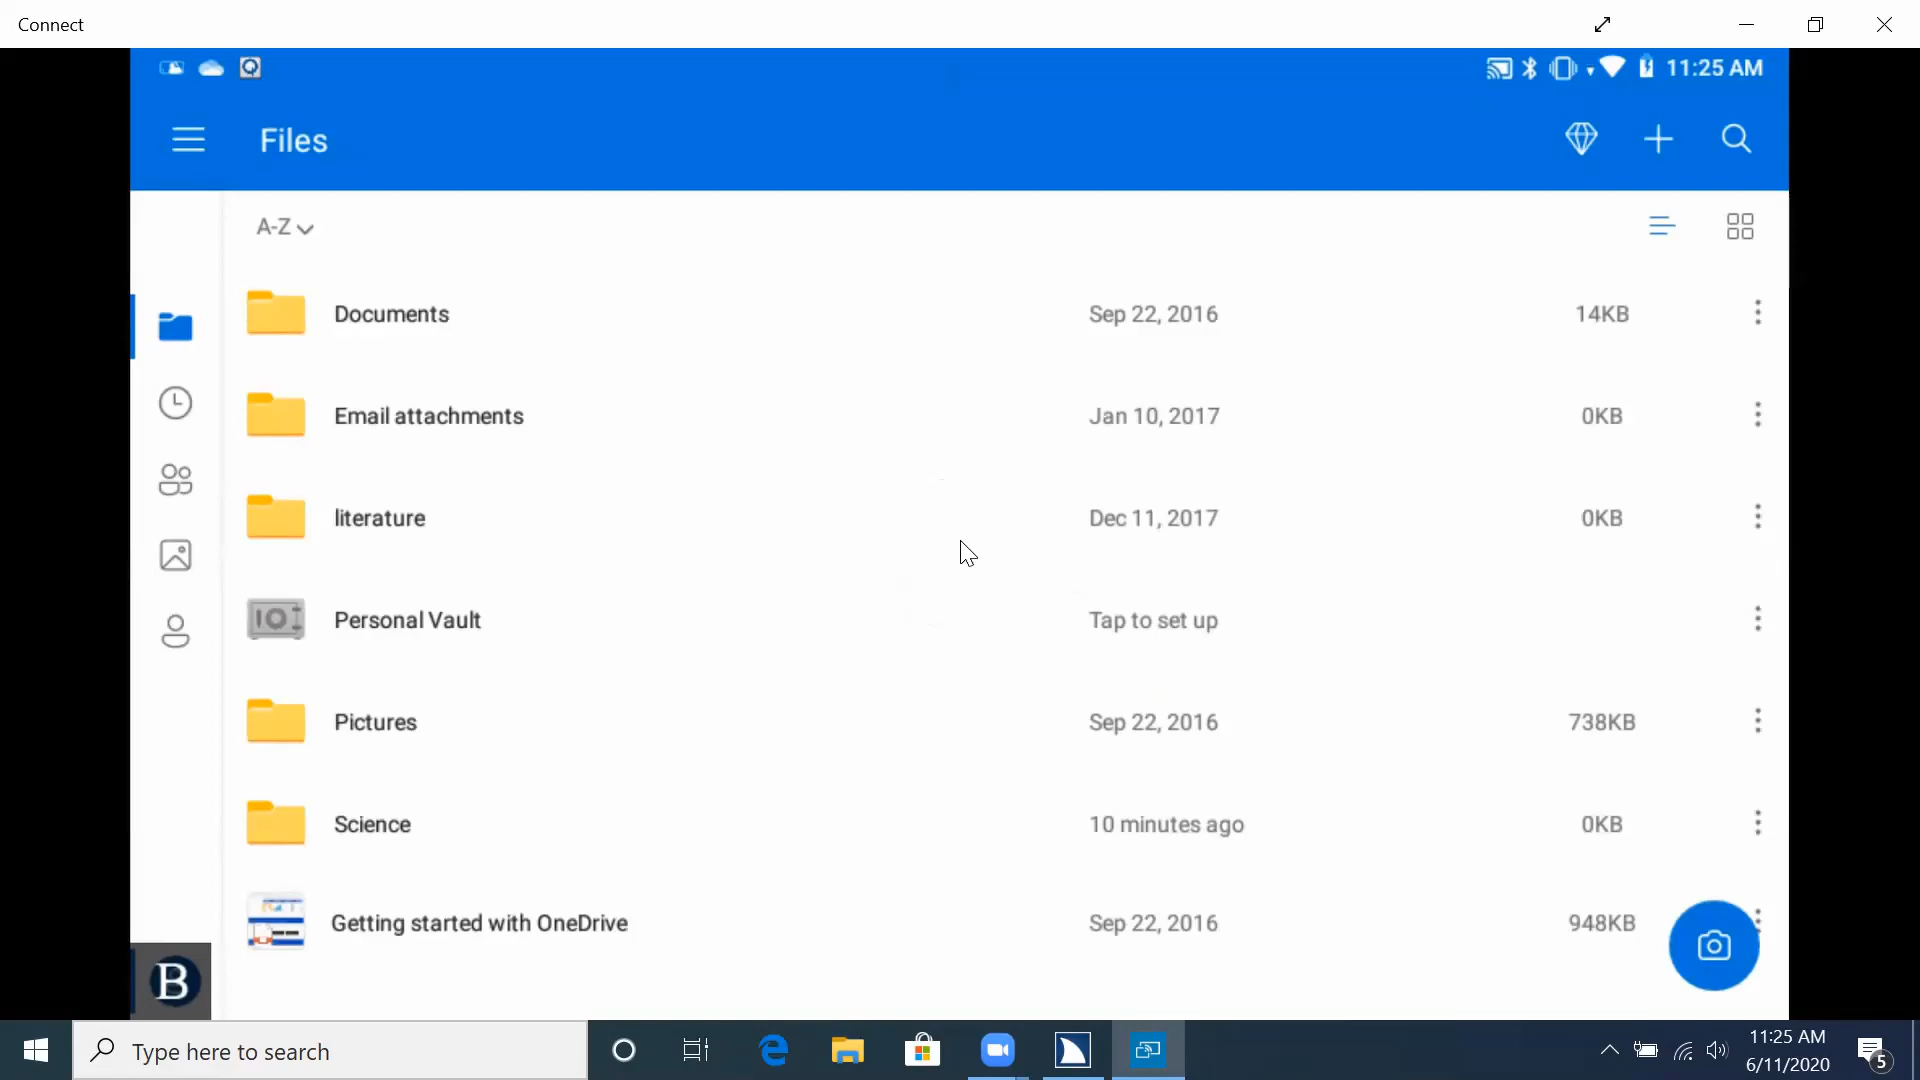 Connect
11:25 AM
Files
A-Z
Documents Sep 22, 2016 14KB
Email attachments Jan 10, 2017 0KB
literature Dec 11, 2017 0KB
Personal Vault Tap to set up
Pictures Sep 22, 2016 738KB
Science 10 minutes ago 0KB
Getting started with OneDrive Sep 22, 2016 948KB
B
Type here to search
11:25 AM
6/11/2020
5